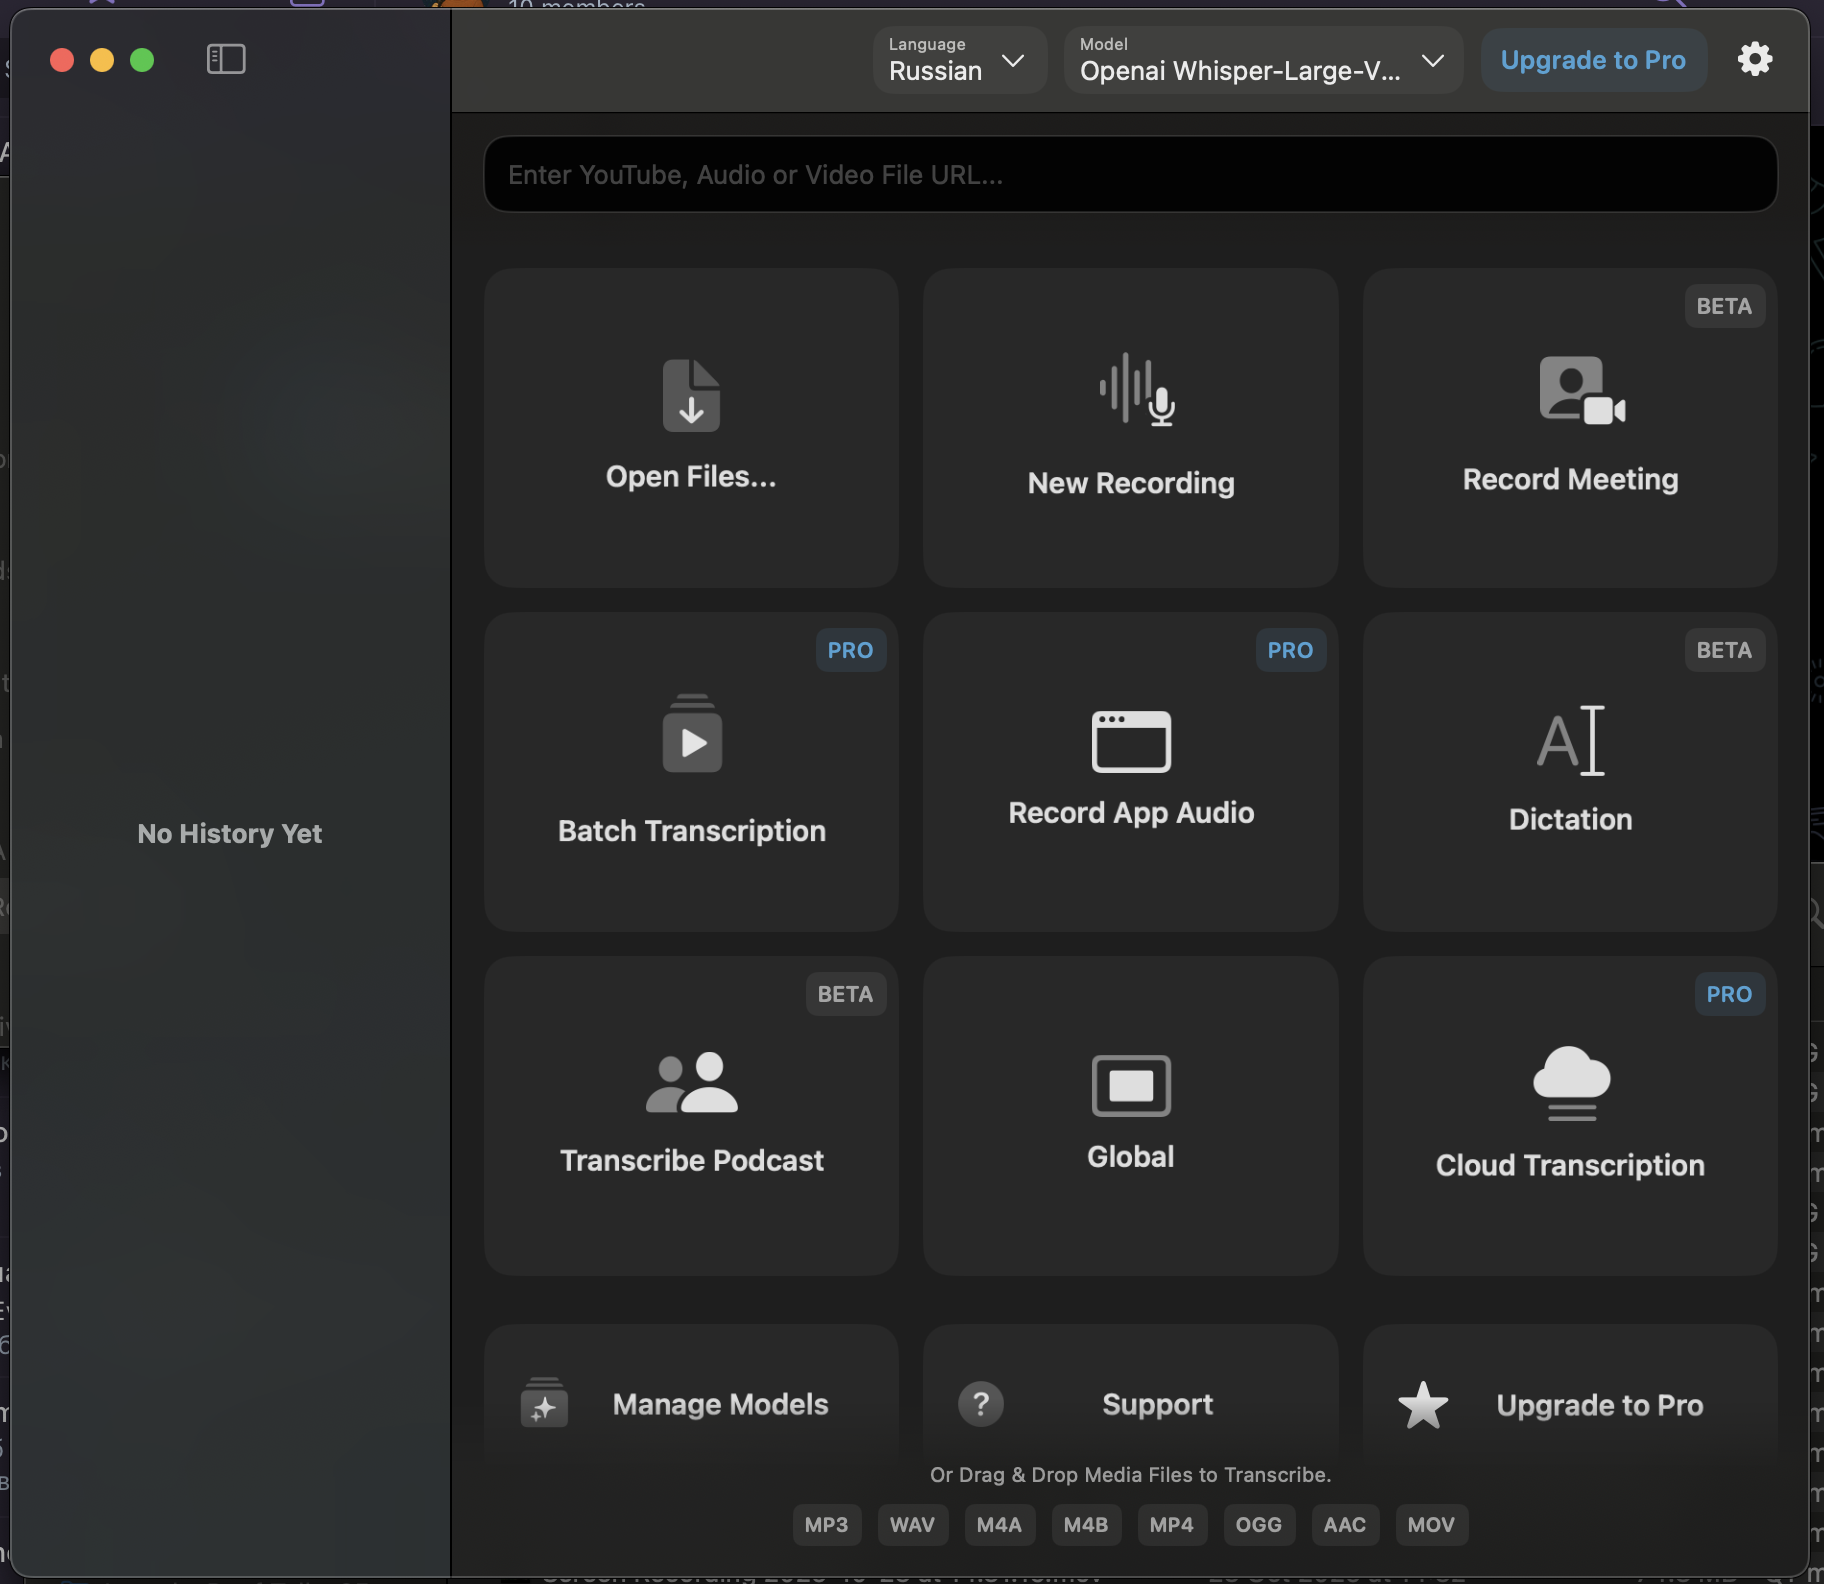 10 members
Language
Russian
Model
Openai Whisper-Large-V...
Upgrade to Pro
Enter YouTube, Audio or Video File URL...
Open Files...
New Recording
BETA
Record Meeting
PRO
Batch Transcription
PRO
Record App Audio
BETA
Dictation
No History Yet
BETA
Transcribe Podcast
Global
PRO
Cloud Transcription
Manage Models
?
Support
Upgrade to Pro
Or Drag & Drop Media Files to Transcribe.
MP3 WAV M4A M4B MP4 OGG AAC MOV